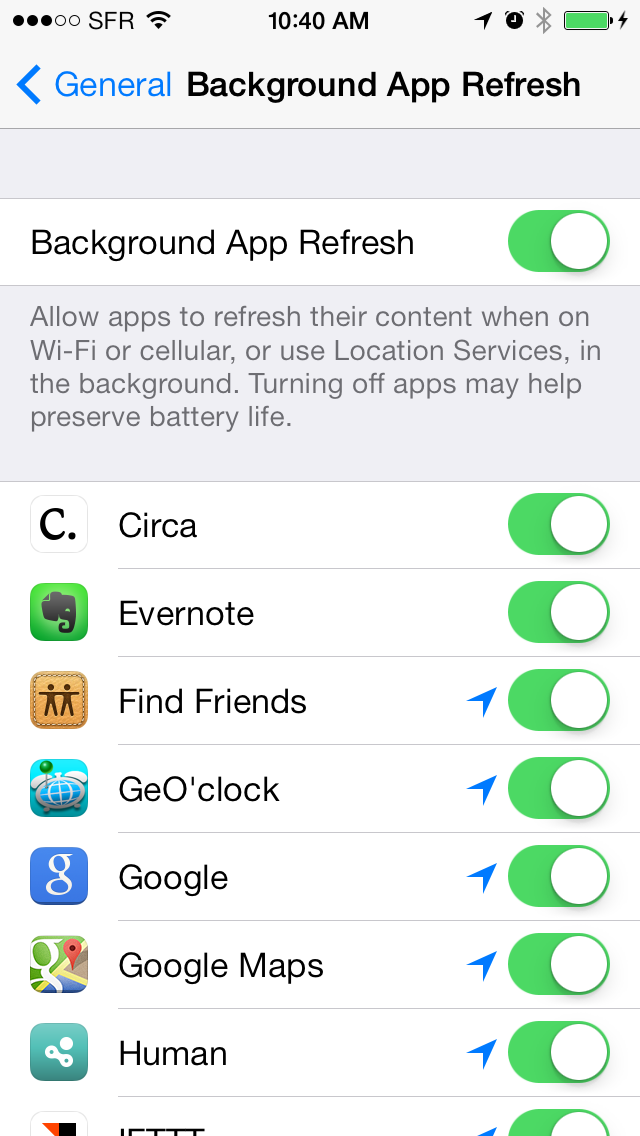 SFR 10:40 AM
General Background App Refresh
Background App Refresh
Allow apps to refresh their content when on
Wi-Fi or cellular, or use Location Services, in
the background. Turning off apps may help
preserve battery life.
C. Circa
Evernote
Find Friends
GeO'clock
g Google
g Google Maps
Human
IFTTT